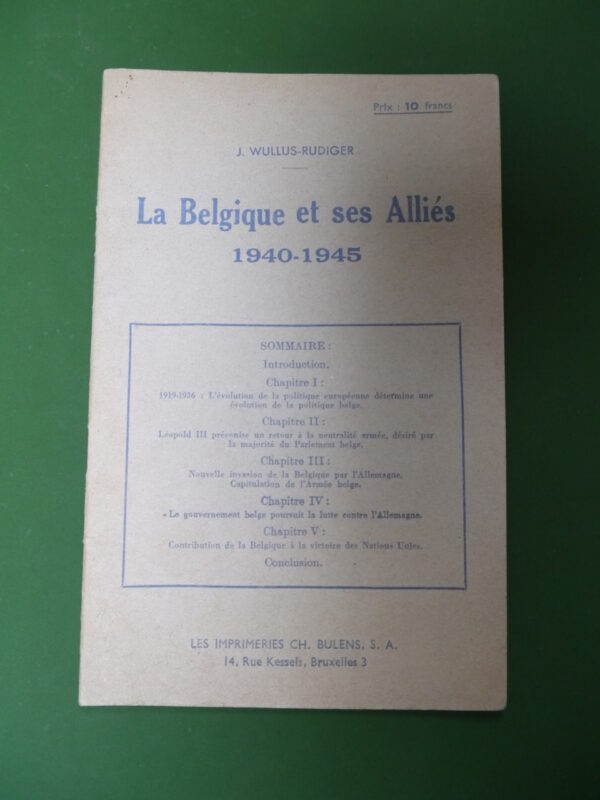 Prix : 10 francs
J. WULLUS-RUDIGER
La Belgique et ses Alliés
1940-1945
SOMMAIRE :
Introduction.
Chapitre I :
1919-1936 : L'évolution de la politique européenne détermine une
évolution de la politique belge.
Chapitre II :
Léopold III préconise un retour à la neutralité armée, désiré par
la majorité du Parlement belge.
Chapitre III :
Nouvelle invasion de la Belgique par l'Allemagne.
Capitulation de l'Armée belge.
Chapitre IV :
Le gouvernement belge poursuit la lutte contre l'Allemagne.
Chapitre V :
Contribution de la Belgique à la victoire des Nations Unies.
Conclusion.
LES IMPRIMERIES CH. BULENS, S. A.
14, Rue Kessels, Bruxelles 3